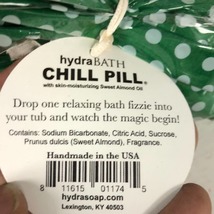 hydraBATH
CHILL PILL®
with skin-moisturizing Sweet Almond Oil
Drop one relaxing bath fizzie into
your tub and watch the magic begin!
Contains: Sodium Bicarbonate, Citric Acid, Sucrose,
Prunus dulcis (Sweet Almond), Fragrance.
Handmade in the USA
8 11615 01174 5
hydrasoap.com
Lexington, KY 40503